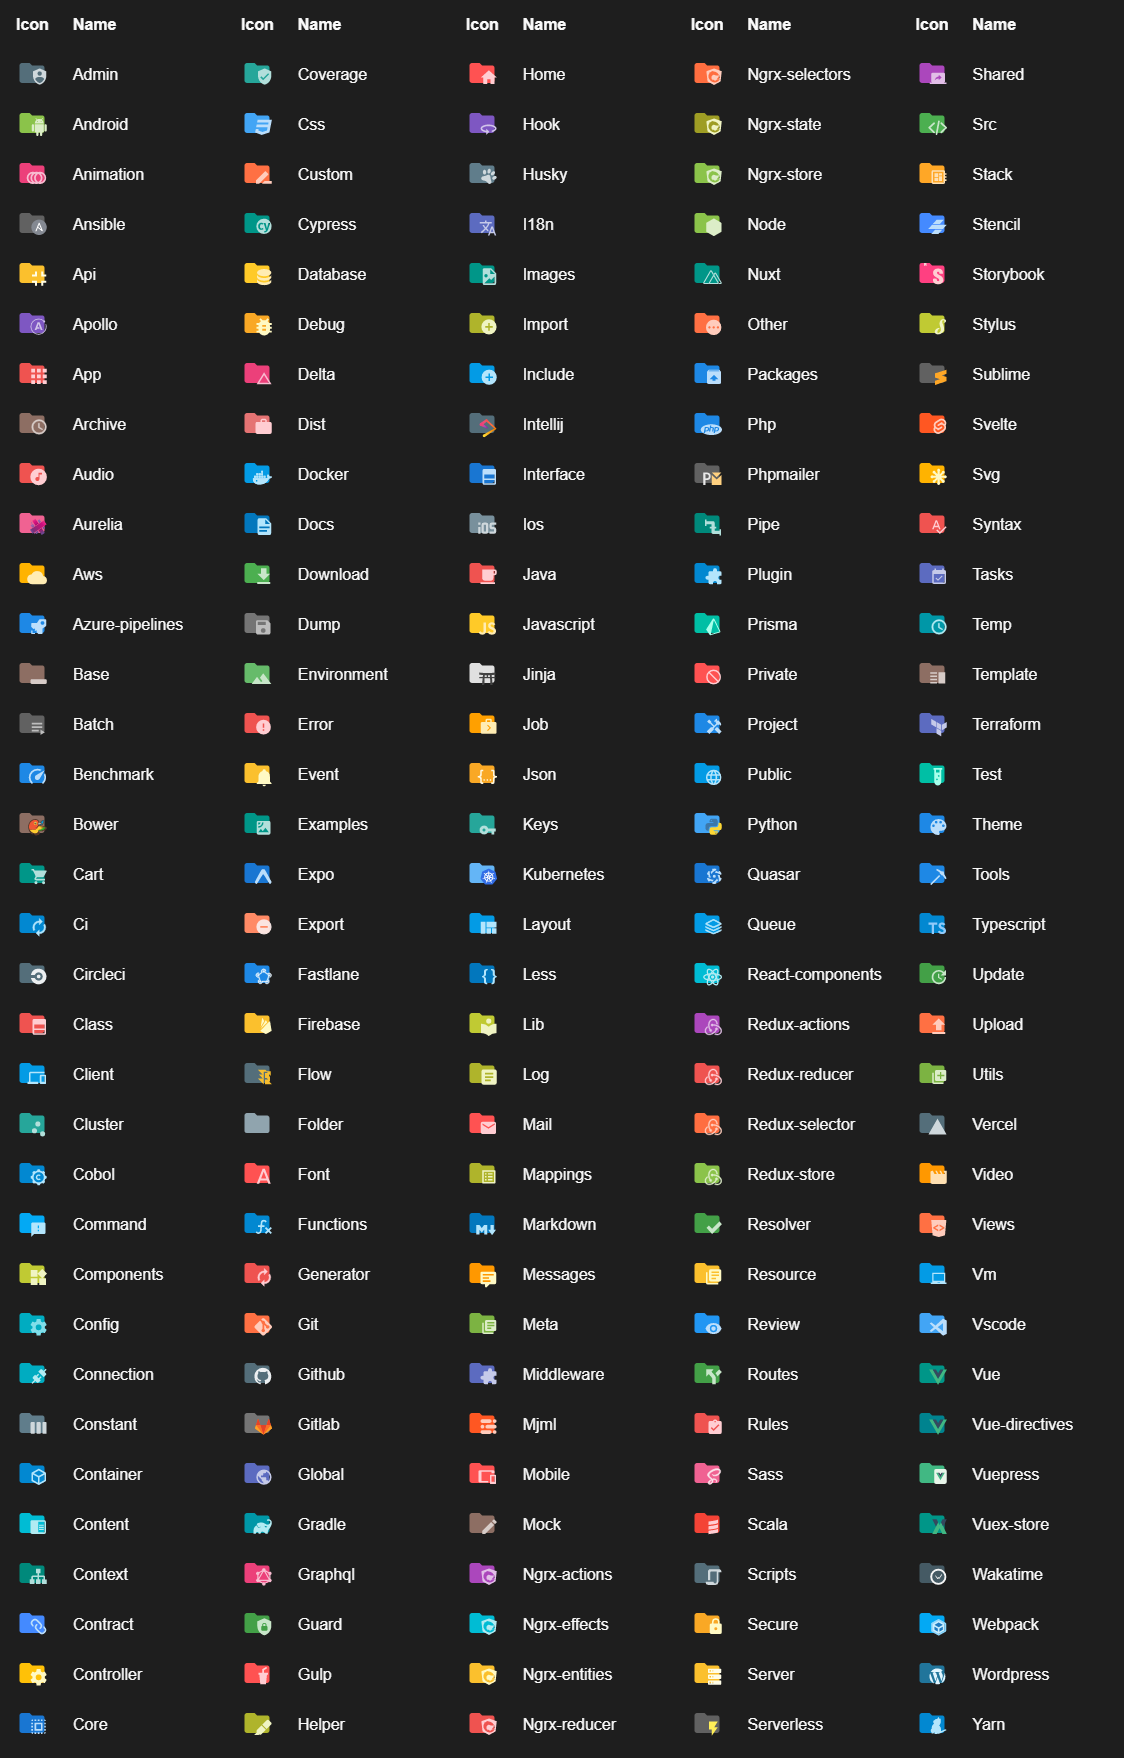 Icon Name Icon Name Icon Name Icon Name Icon Name
Admin Coverage Home Ngrx-selectors Shared
Android Css Hook Ngrx-state Src
Animation Custom Husky Ngrx-store Stack
Ansible Cypress I18n Node Stencil
Api Database Images Nuxt Storybook
Apollo Debug Import Other Stylus
App Delta Include Packages Sublime
Archive Dist Intellij Php Svelte
Audio Docker Interface Phpmailer Svg
Aurelia Docs Ios Pipe Syntax
Aws Download Java Plugin Tasks
Azure-pipelines Dump Javascript Prisma Temp
Base Environment Jinja Private Template
Batch Error Job Project Terraform
Benchmark Event Json Public Test
Bower Examples Keys Python Theme
Cart Expo Kubernetes Quasar Tools
Ci Export Layout Queue Typescript
Circleci Fastlane Less React-components Update
Class Firebase Lib Redux-actions Upload
Client Flow Log Redux-reducer Utils
Cluster Folder Mail Redux-selector Vercel
Cobol Font Mappings Redux-store Video
Command Functions Markdown Resolver Views
Components Generator Messages Resource Vm
Config Git Meta Review Vscode
Connection Github Middleware Routes Vue
Constant Gitlab Mjml Rules Vue-directives
Container Global Mobile Sass Vuepress
Content Gradle Mock Scala Vuex-store
Context Graphql Ngrx-actions Scripts Wakatime
Contract Guard Ngrx-effects Secure Webpack
Controller Gulp Ngrx-entities Server Wordpress
Core Helper Ngrx-reducer Serverless Yarn